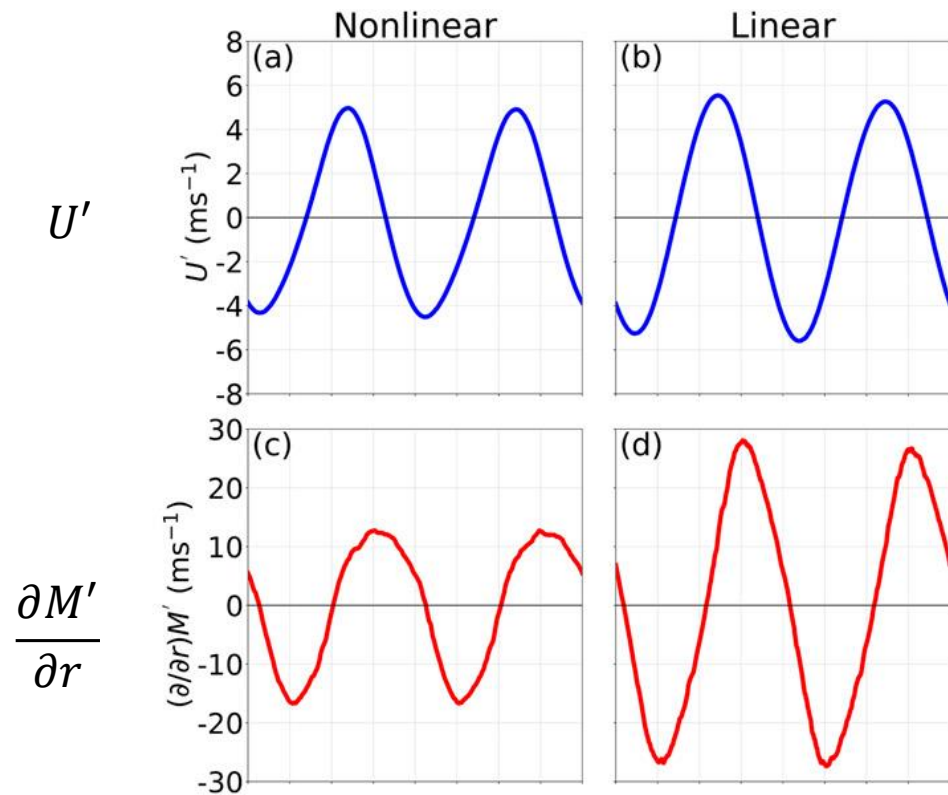 Nonlinear
Linear
(a)
(b)
U′
U′ (ms⁻¹)
8
6
4
2
0
-2
-4
-6
-8
(c)
(d)
∂M′
∂r
(∂/∂r)M′ (ms⁻¹)
30
20
10
0
-10
-20
-30